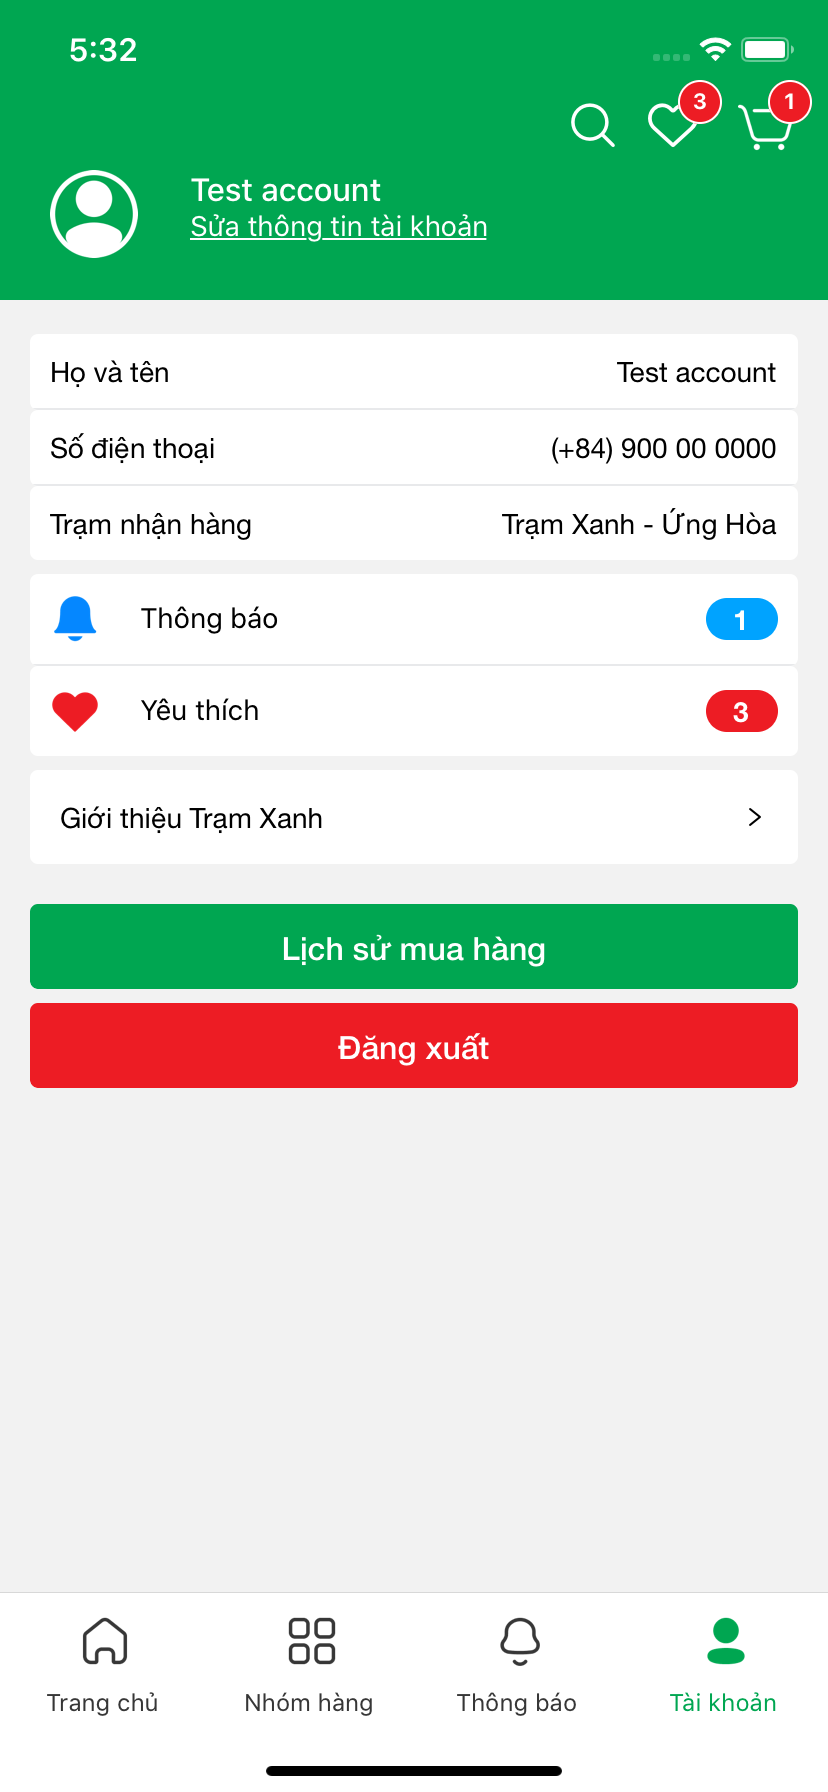 5:32
3
1
Test account
Sửa thông tin tài khoản
Họ và tên
Test account
Số điện thoại
(+84) 900 00 0000
Trạm nhận hàng
Trạm Xanh - Ứng Hòa
Thông báo
1
Yêu thích
3
Giới thiệu Trạm Xanh
Lịch sử mua hàng
Đăng xuất
Trang chủ
Nhóm hàng
Thông báo
Tài khoản